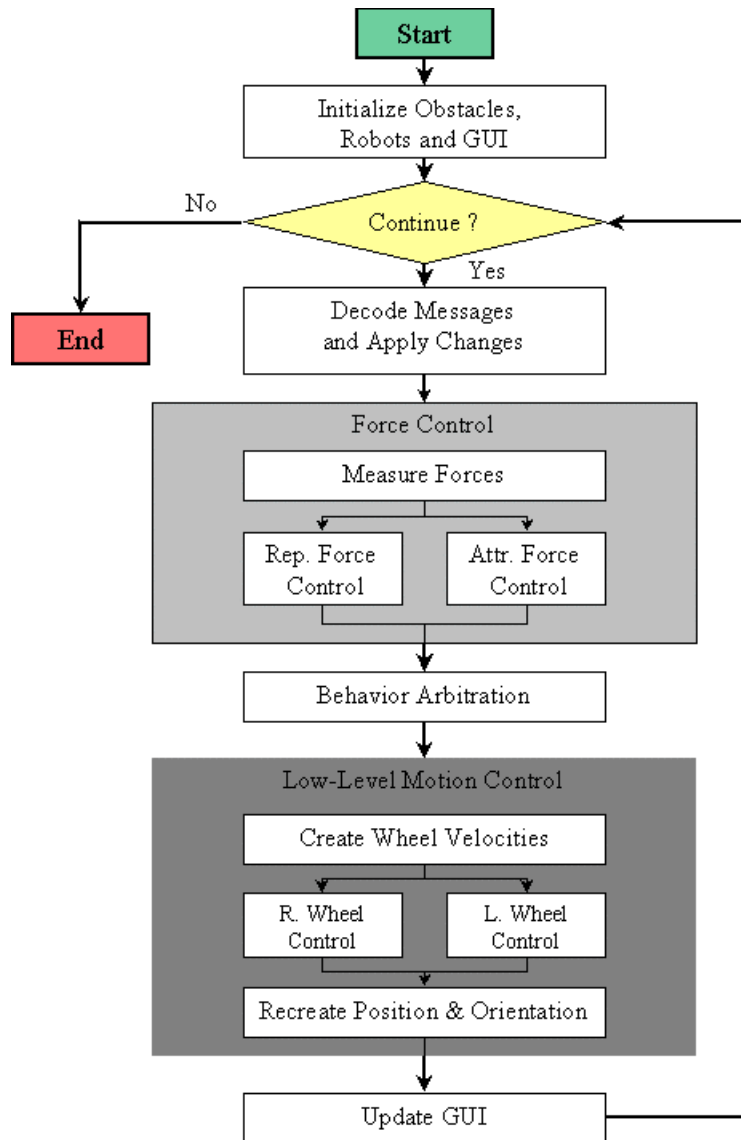 Start
Initialize Obstacles,
Robots and GUI
No
Continue ?
Yes
Decode Messages
and Apply Changes
End
Force Control
Measure Forces
Rep. Force
Control
Attr. Force
Control
Behavior Arbitration
Low-Level Motion Control
Create Wheel Velocities
R. Wheel
Control
L. Wheel
Control
Recreate Position & Orientation
Update GUI